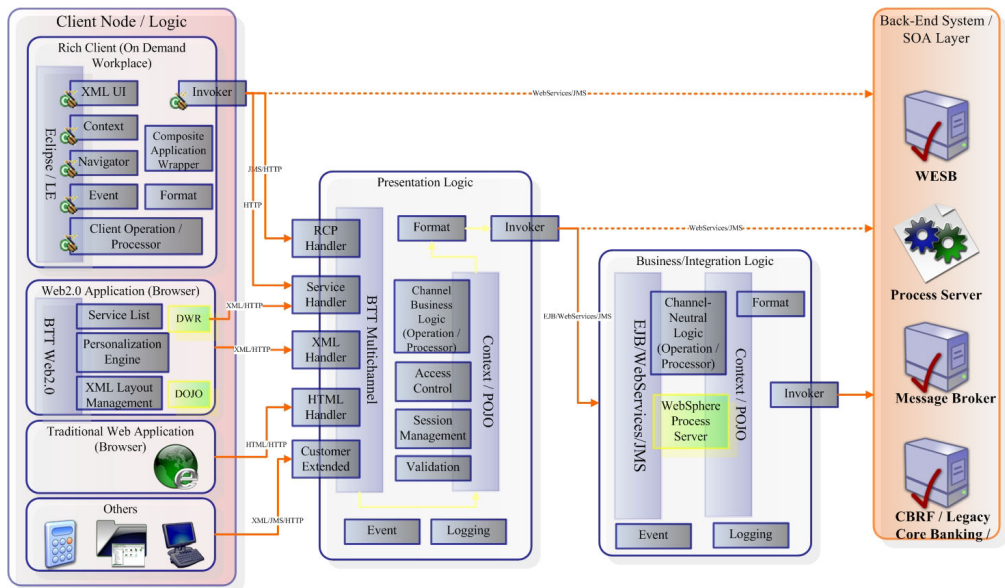 Client Node / Logic
Rich Client (On Demand
Workplace)
Eclipse / LE
XML UI
Invoker
Context
Composite
Application
Wrapper
Navigator
Event
Format
Client Operation /
Processor
Web2.0 Application (Browser)
BTT Web2.0
Service List
DWR
Personalization
Engine
XML Layout
Management
DOJO
Traditional Web Application
(Browser)
Others
JMS/HTTP
HTTP
XML/HTTP
XML/HTTP
HTML/HTTP
XML/JMS/HTTP
WebServices/JMS
Presentation Logic
RCP
Handler
Service
Handler
XML
Handler
HTML
Handler
Customer
Extended
BTT Multichannel
Format
Invoker
Channel
Business
Logic
(Operation /
Processor)
Access
Control
Session
Management
Validation
Context / POJO
Event
Logging
WebServices/JMS
EJB/WebServices/JMS
Business/Integration Logic
EJB/WebServices/JMS
Channel-
Neutral
Logic
(Operation /
Processor)
Format
WebSphere
Process
Server
Context / POJO
Invoker
Event
Logging
Back-End System /
SOA Layer
WESB
Process Server
Message Broker
CBRF / Legacy
Core Banking /